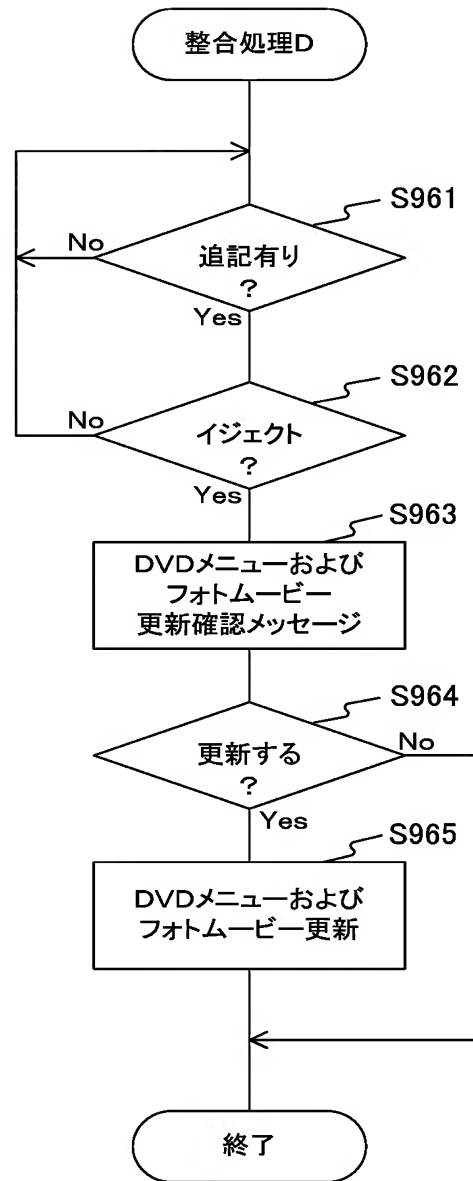 整合処理D
S961
No
追記有り
?
Yes
S962
No
イジェクト
?
Yes
S963
DVDメニューおよび
フォトムービー
更新確認メッセージ
S964
更新する
No
?
Yes
S965
DVDメニューおよび
フォトムービー更新
終了